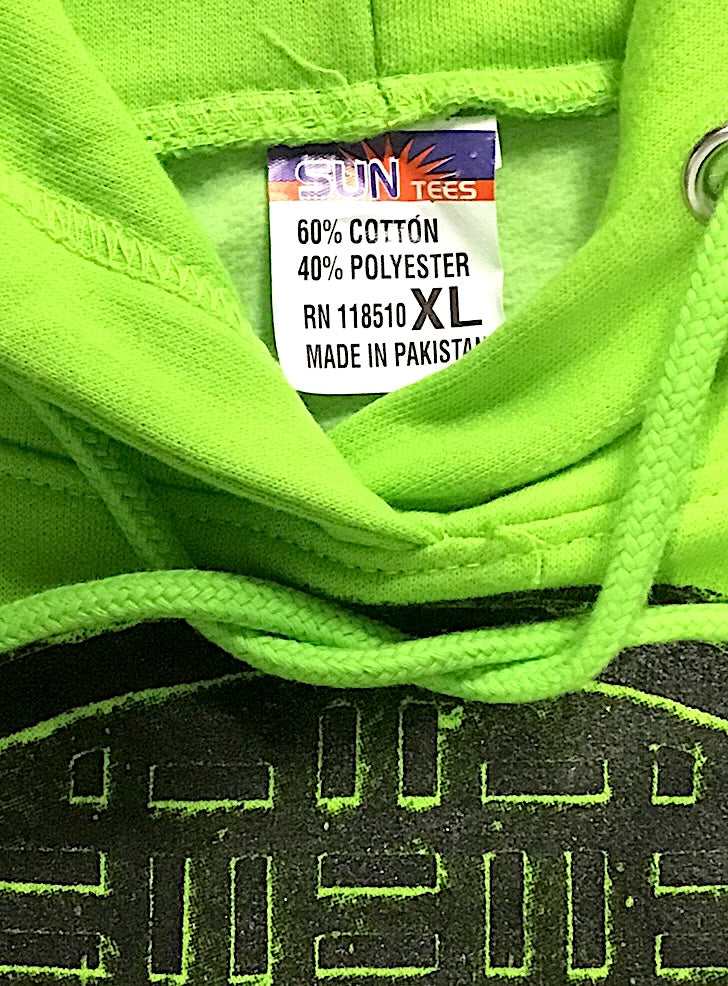 SUN TEES
60% COTTON
40% POLYESTER
RN 118510 XL
MADE IN PAKISTAN